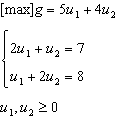 [max]g = 5u₁ + 4u₂
2u₁ + u₂ = 7
u₁ + 2u₂ = 8
u₁, u₂ ≥ 0